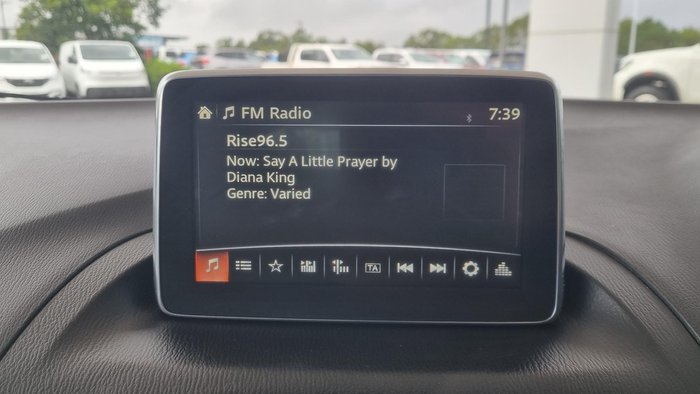 FM Radio
7:39
Rise96.5
Now: Say A Little Prayer by
Diana King
Genre: Varied
TA